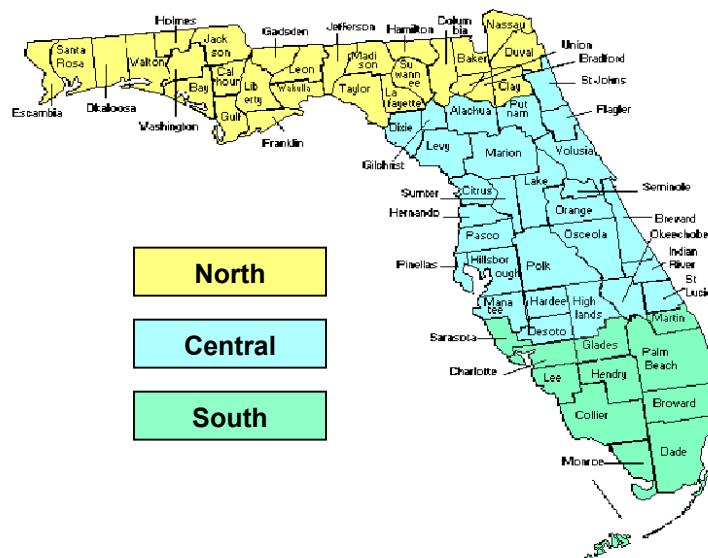 Nassau
Holmes
Jefferson
Hamilton
Colum
bia
Gadsden
Jack
son
Santa
Rosa
Walton
Madi
son
Baker
Duval
Union
Bradford
Leon
Su
wann
ee
Cal
houn
Lib
erty
Wakulla
Bay
Taylor
La
fayette
Clay
St Johns
Escambia
Okaloosa
Washington
Gulf
Franklin
Dixie
Alachua
Put
nam
Flagler
Gilchrist
Levy
Marion
Volusia
Lake
Seminole
Sumter
Citrus
Hernando
Orange
Brevard
Osceola
Okeechobe
Pasco
Indian
River
Pinellas
Hillsbor
ough
Polk
St
Lucie
North
Mana
tee
Hardee
High
lands
Martin
Sarasota
Desoto
Central
Glades
Charlotte
Palm
Beach
Lee
Hendry
South
Broward
Collier
Monroe
Dade